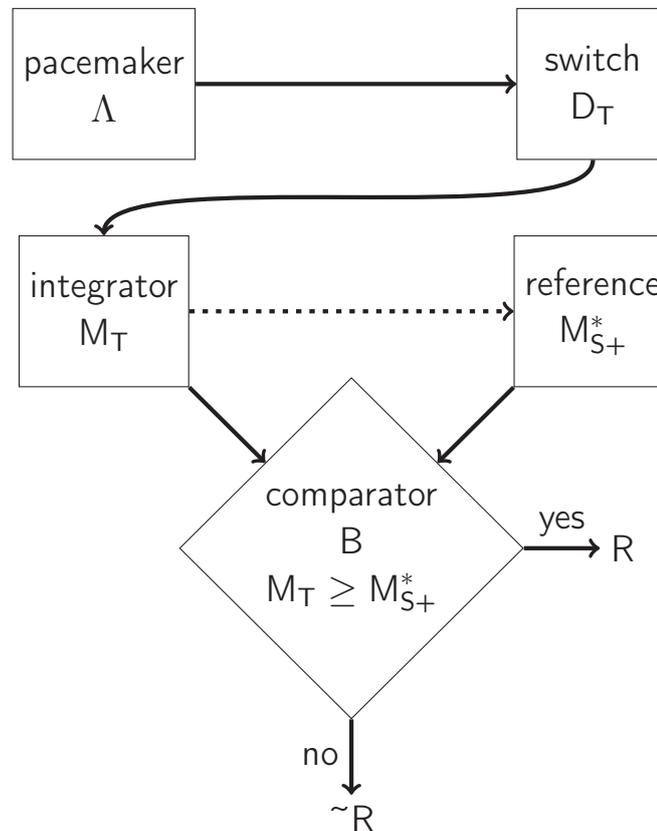 pacemaker
Λ
switch
D_T
integrator
M_T
reference
M*_S+
comparator
B
M_T ≥ M*_S+
yes
R
no
~R